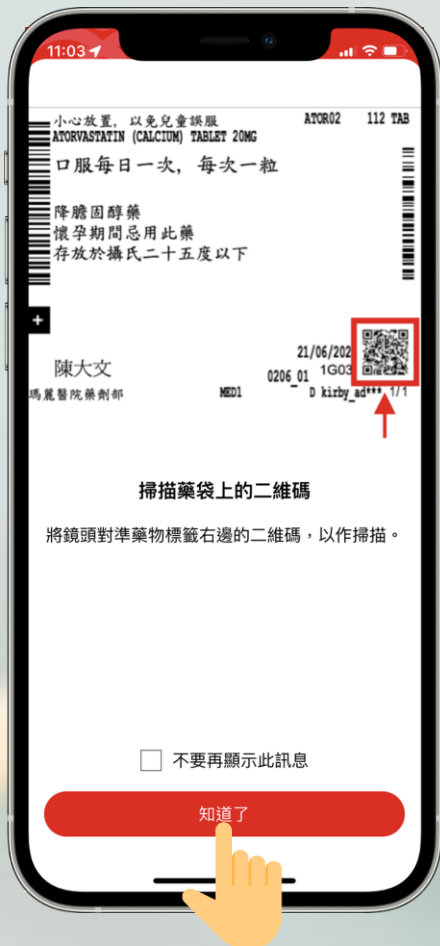 11:03
小心放置, 以免兒童誤服 ATOR02 112 TAB
ATORVASTATIN (CALCIUM) TABLET 20MG
口服每日一次, 每次一粒
降膽固醇藥
懷孕期間忌用此藥
存放於攝氏二十五度以下
21/06/202
陳大文 0206_01 1G03
瑪麗醫院藥劑部 MED1 D kirby_ad*** 1/1
掃描藥袋上的二維碼
將鏡頭對準藥物標籤右邊的二維碼，以作掃描。
不要再顯示此訊息
知道了